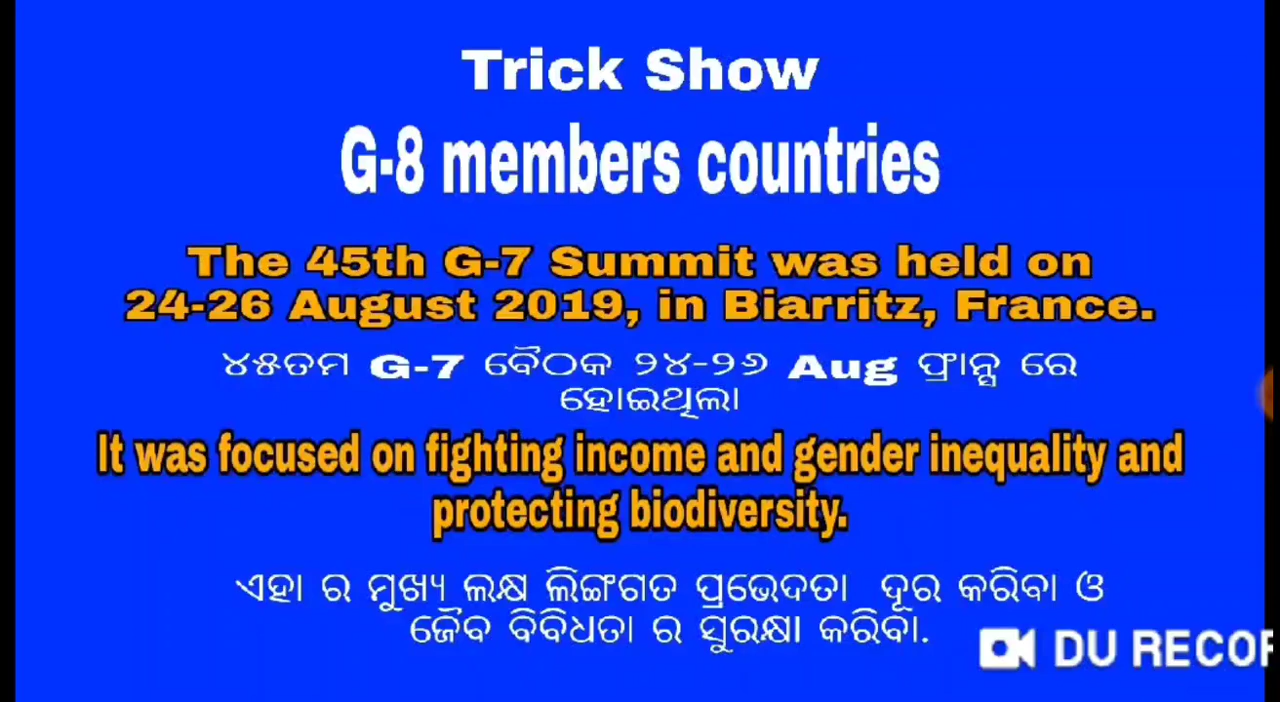 Trick Show
G-8 members countries
The 45th G-7 Summit was held on
24-26 August 2019, in Biarritz, France.
୪୫ତମ G-7 ବୈଠକ ୨୪-୨୬ Aug ଫ୍ରାନ୍ସ ରେ
ହୋଇଥିଲା
It was focused on fighting income and gender inequality and
protecting biodiversity.
ଏହା ର ମୁଖ୍ୟ ଲକ୍ଷ ଲିଙ୍ଗଗତ ପ୍ରଭେଦତା ଦୂର କରିବା ଓ
ଜୈବ ବିବିଧତା ର ସୁରକ୍ଷା କରିବା.
DU RECOR